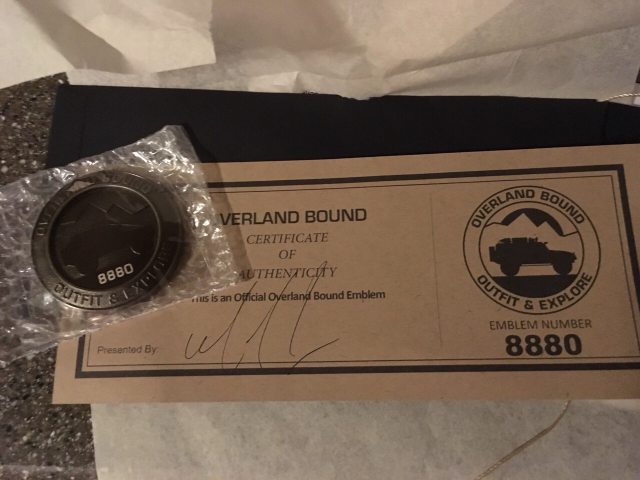 VERLAND BOUND
CERTIFICATE
OF
AUTHENTICITY
This is an Official Overland Bound Emblem
Presented By:
OVERLAND BOUND
OUTFIT & EXPLORE
EMBLEM NUMBER
8880
8880
OUTFIT & EXPLORE